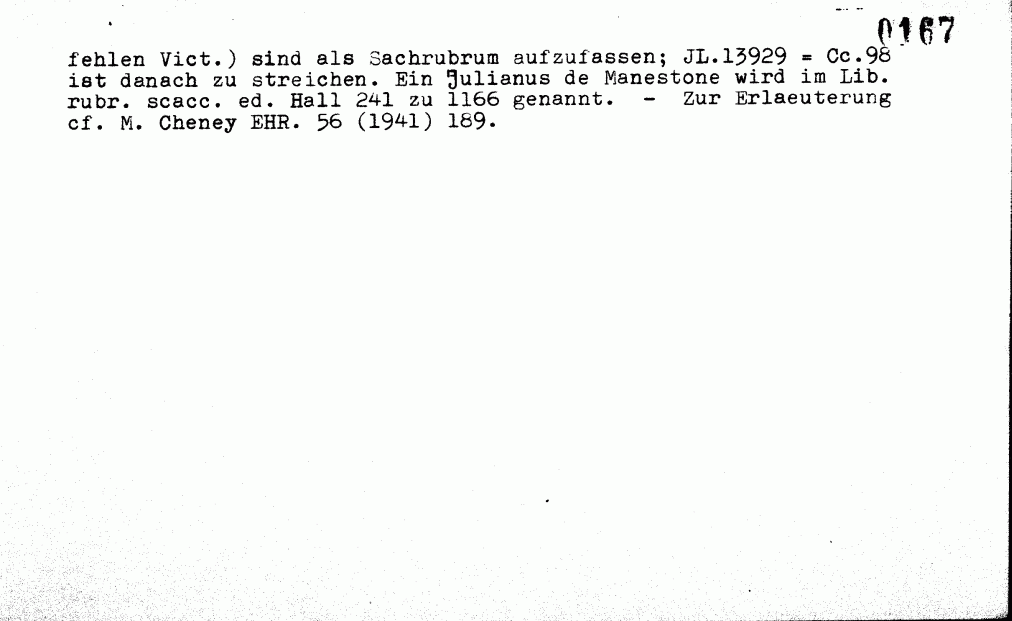 0167
fehlen Vict.) sind als Sachrubrum aufzufassen; JL.13929 = Cc.98
ist danach zu streichen. Ein Julianus de Manestone wird im Lib.
rubr. scacc. ed. Hall 241 zu 1166 genannt. - Zur Erlaeuterung
cf. M. Cheney EHR. 56 (1941) 189.